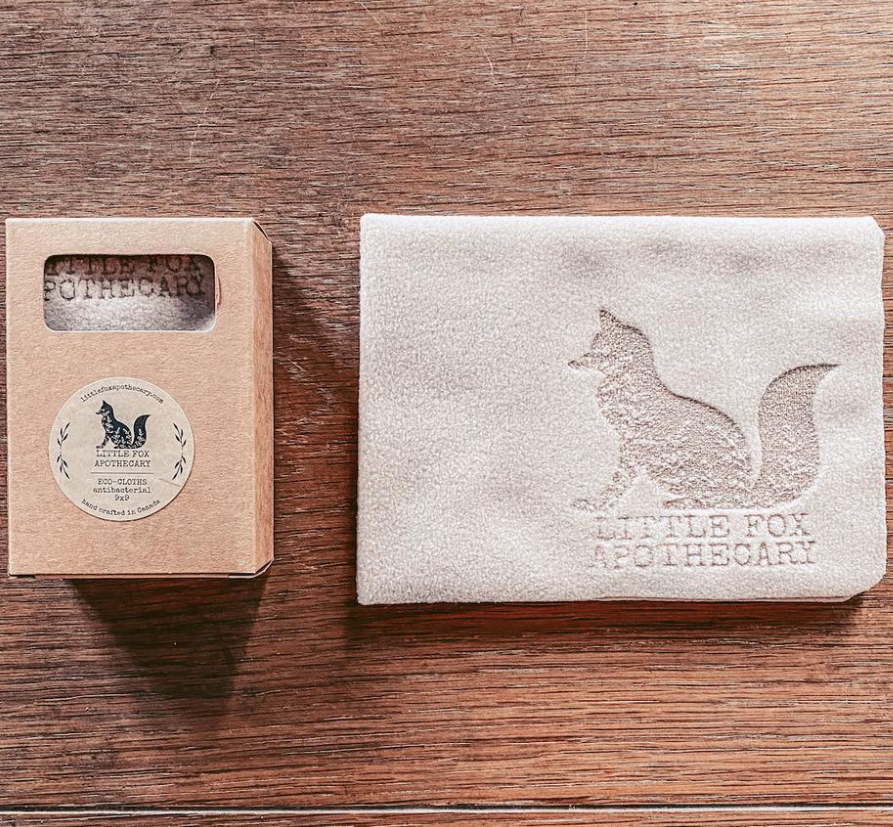 LITTLE FOX
APOTHECARY
littlefoxapothecary.com
LITTLE FOX
APOTHECARY
ECO-CLOTHS
antibacterial
9x9
hand crafted in Canada
LITTLE FOX
APOTHECARY